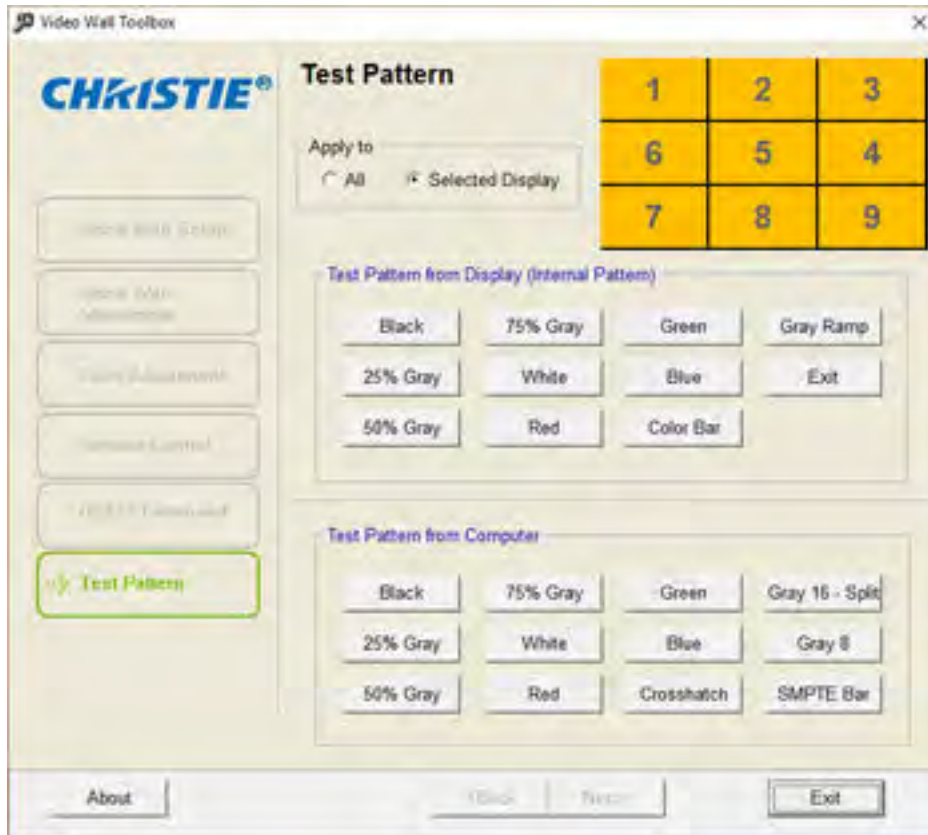 Video Wall Toolbox
CHRISTIE®
Test Pattern
1 2 3
6 5 4
7 8 9
Apply to
All Selected Display
Test Pattern from Display (Internal Pattern)
Black 75% Gray Green Gray Ramp
25% Gray White Blue Exit
50% Gray Red Color Bar
Test Pattern
Test Pattern from Computer
Black 75% Gray Green Gray 16 - Split
25% Gray White Blue Gray 8
50% Gray Red Crosshatch SMPTE Bar
About Exit